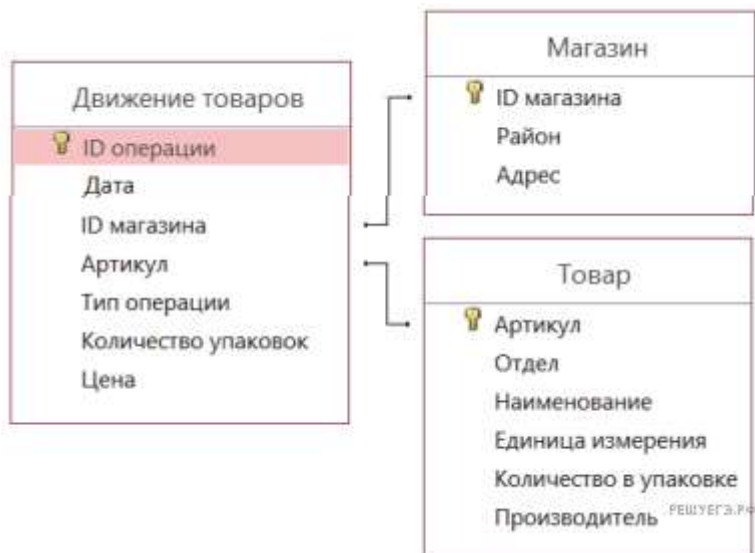 Движение товаров
ID операции
Дата
ID магазина
Артикул
Тип операции
Количество упаковок
Цена
Магазин
ID магазина
Район
Адрес
Товар
Артикул
Отдел
Наименование
Единица измерения
Количество в упаковке
Производитель
РЕШУЕГЭ.РФ